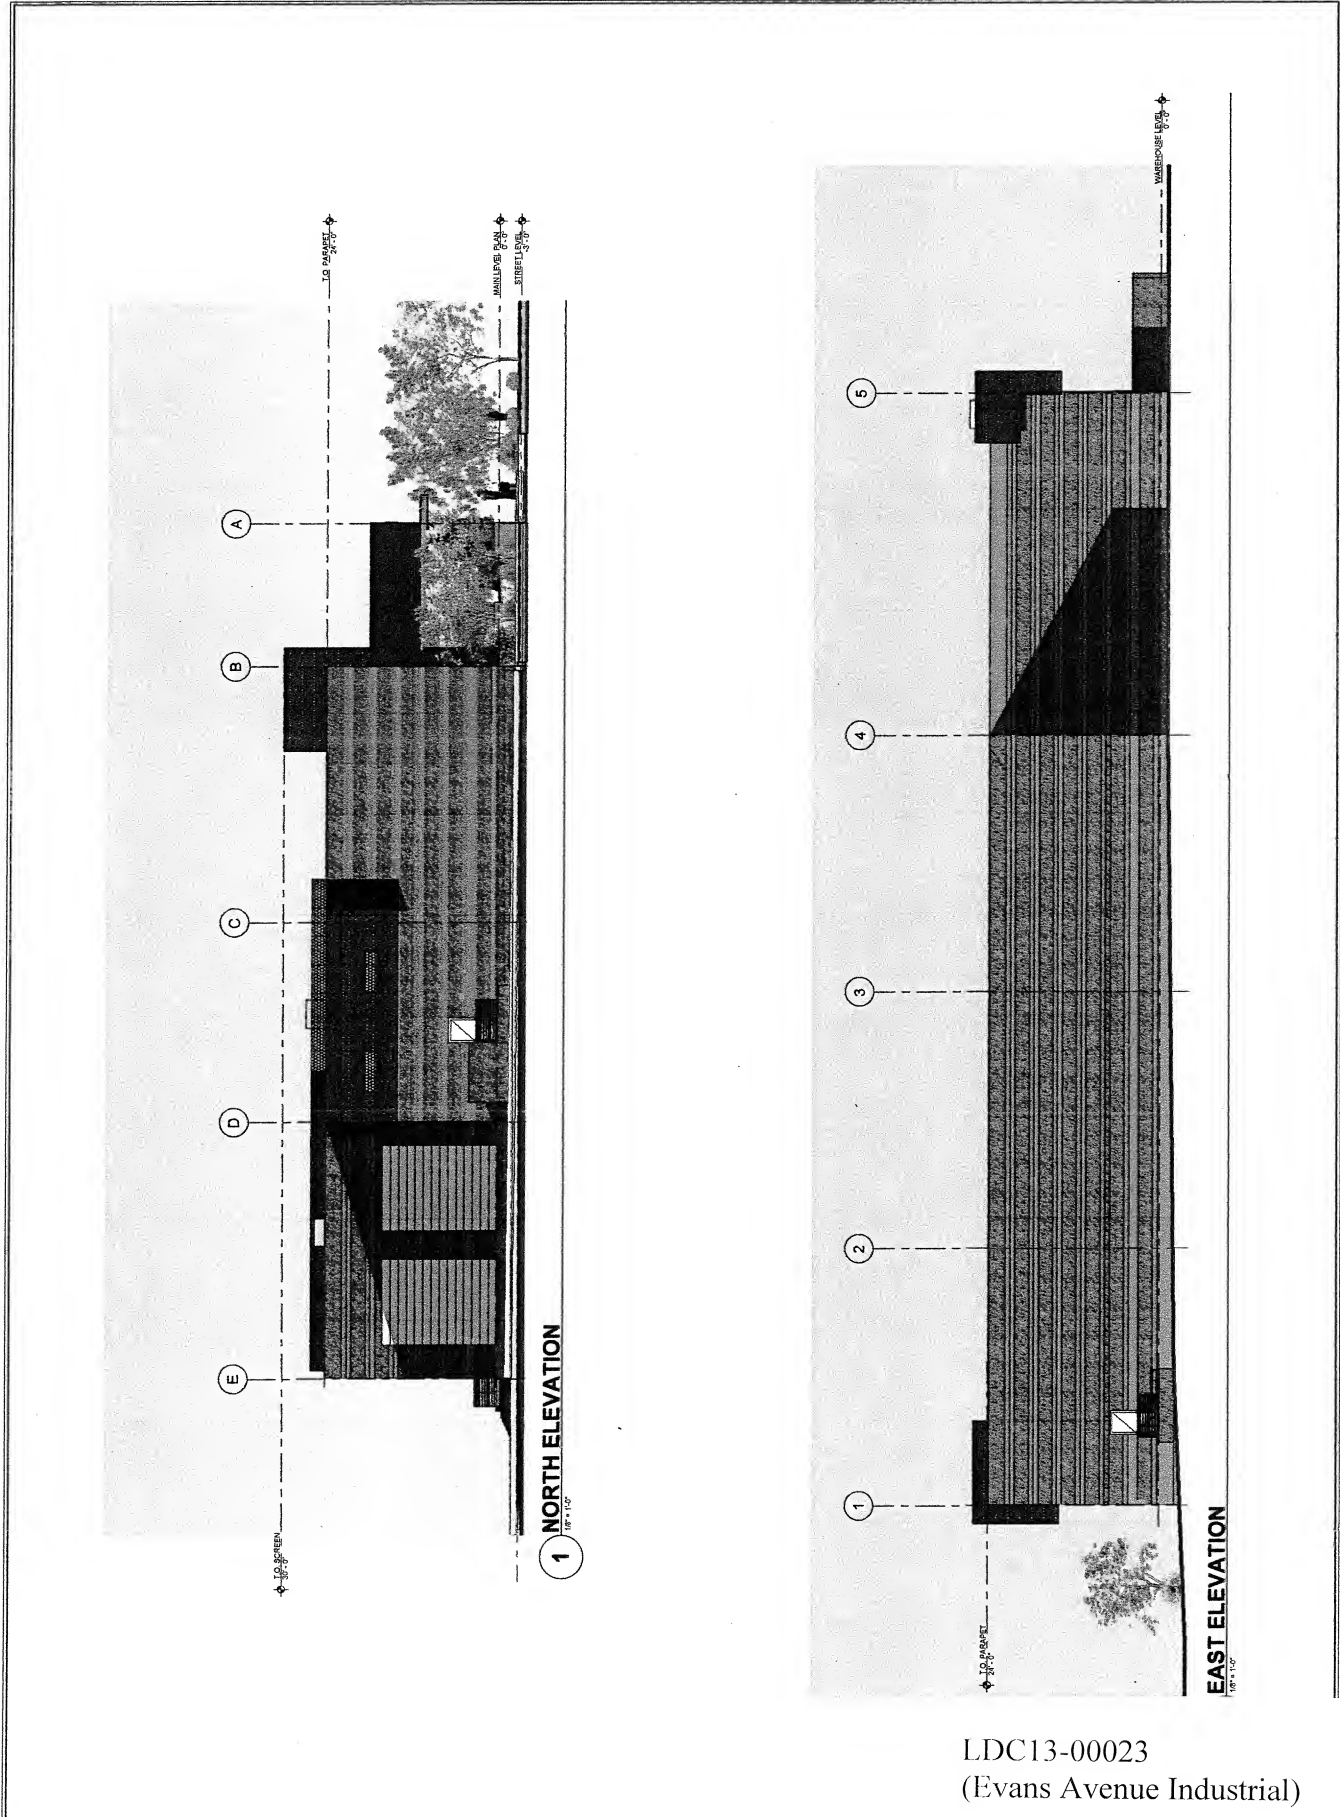 T.O. SCREEN
30' - 0"
E
D
C
B
A
T.O. PARAPET
24' - 0"
MAIN LEVEL PLAN
0' - 0"
STREET LEVEL
-3' - 0"
1
NORTH ELEVATION
1/8" = 1'-0"
T.O. PARAPET
24' - 0"
1
2
3
4
5
WAREHOUSE LEVEL
0' - 0"
EAST ELEVATION
1/8" = 1'-0"
LDC13-00023
(Evans Avenue Industrial)